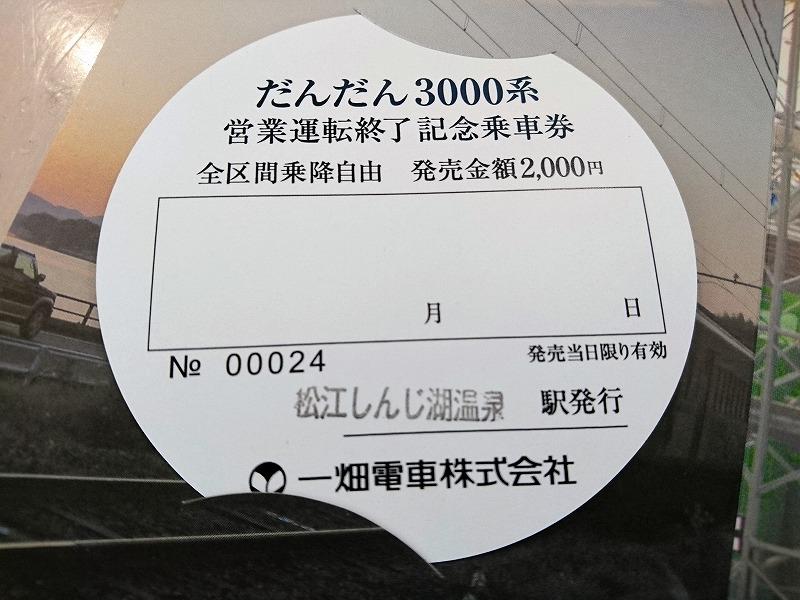 だんだん3000系
営業運転終了記念乗車券
全区間乗降自由 発売金額2,000円
月 日
№ 00024 発売当日限り有効
松江しんじ湖温泉 駅発行
一畑電車株式会社